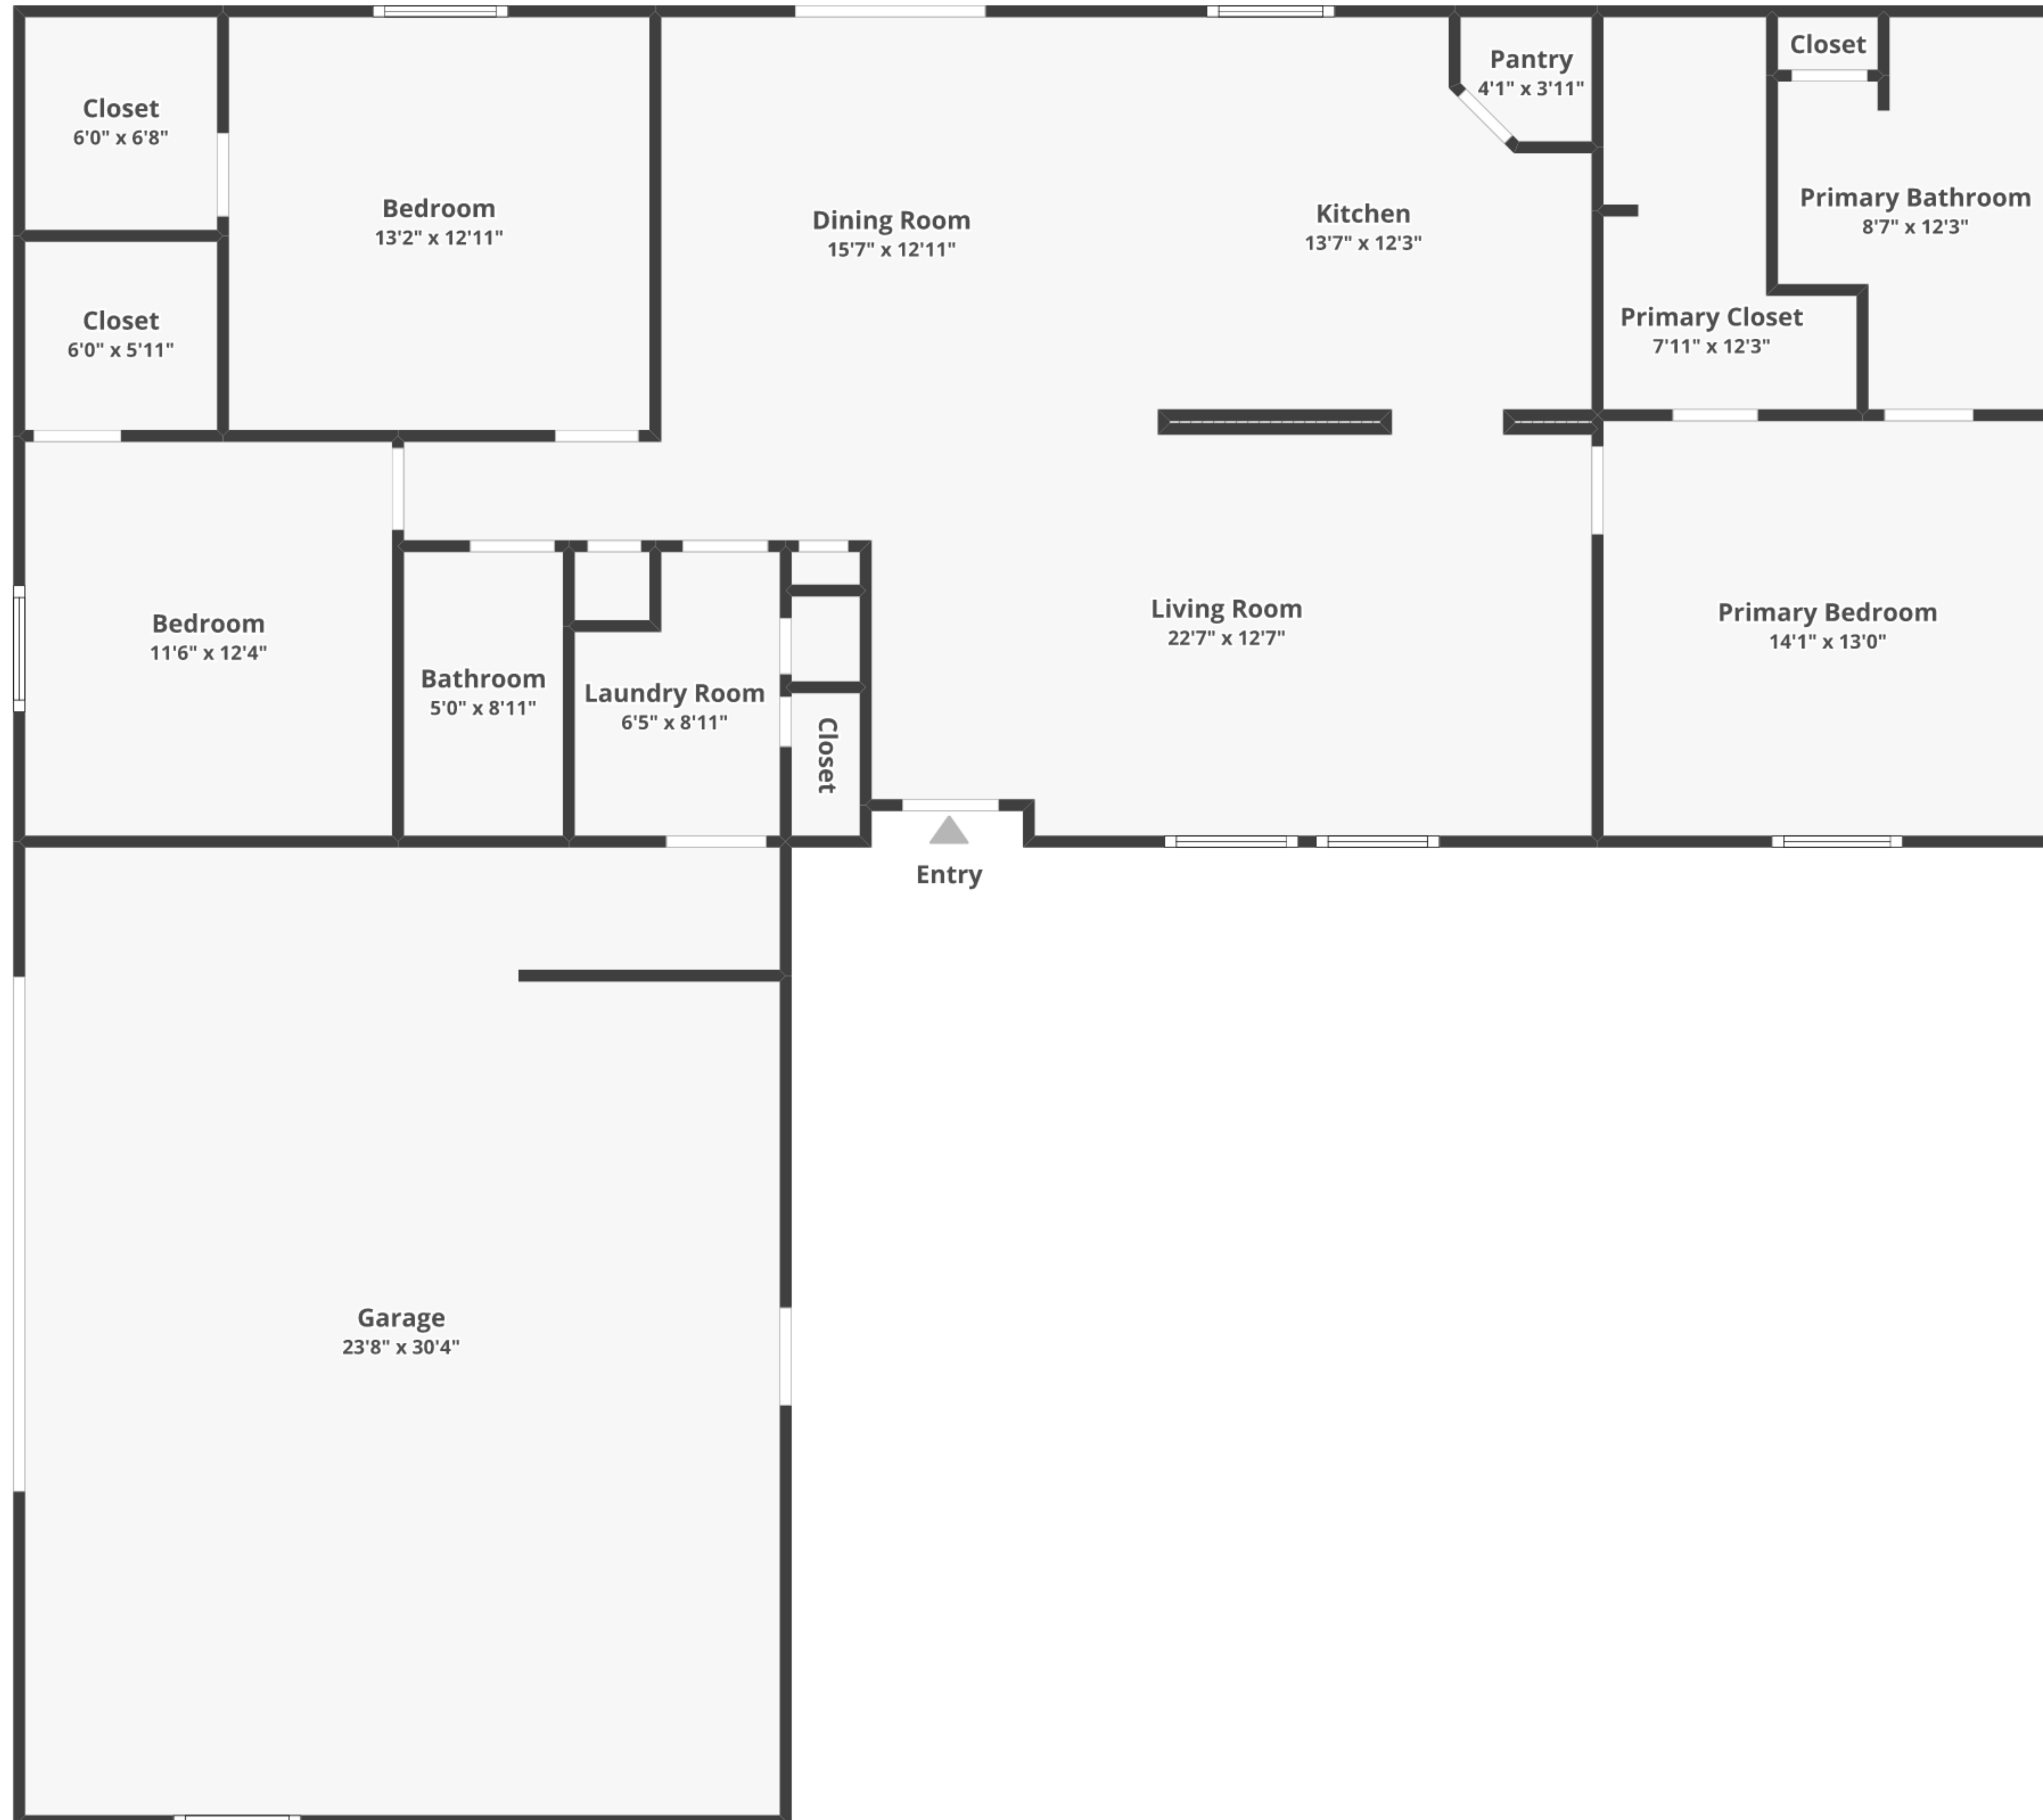 Closet
6'0" x 6'8"
Bedroom
13'2" x 12'11"
Dining Room
15'7" x 12'11"
Kitchen
13'7" x 12'3"
Pantry
4'1" x 3'11"
Closet
Primary Bathroom
8'7" x 12'3"
Closet
6'0" x 5'11"
Primary Closet
7'11" x 12'3"
Bedroom
11'6" x 12'4"
Bathroom
5'0" x 8'11"
Laundry Room
6'5" x 8'11"
Closet
Living Room
22'7" x 12'7"
Primary Bedroom
14'1" x 13'0"
Entry
Garage
23'8" x 30'4"